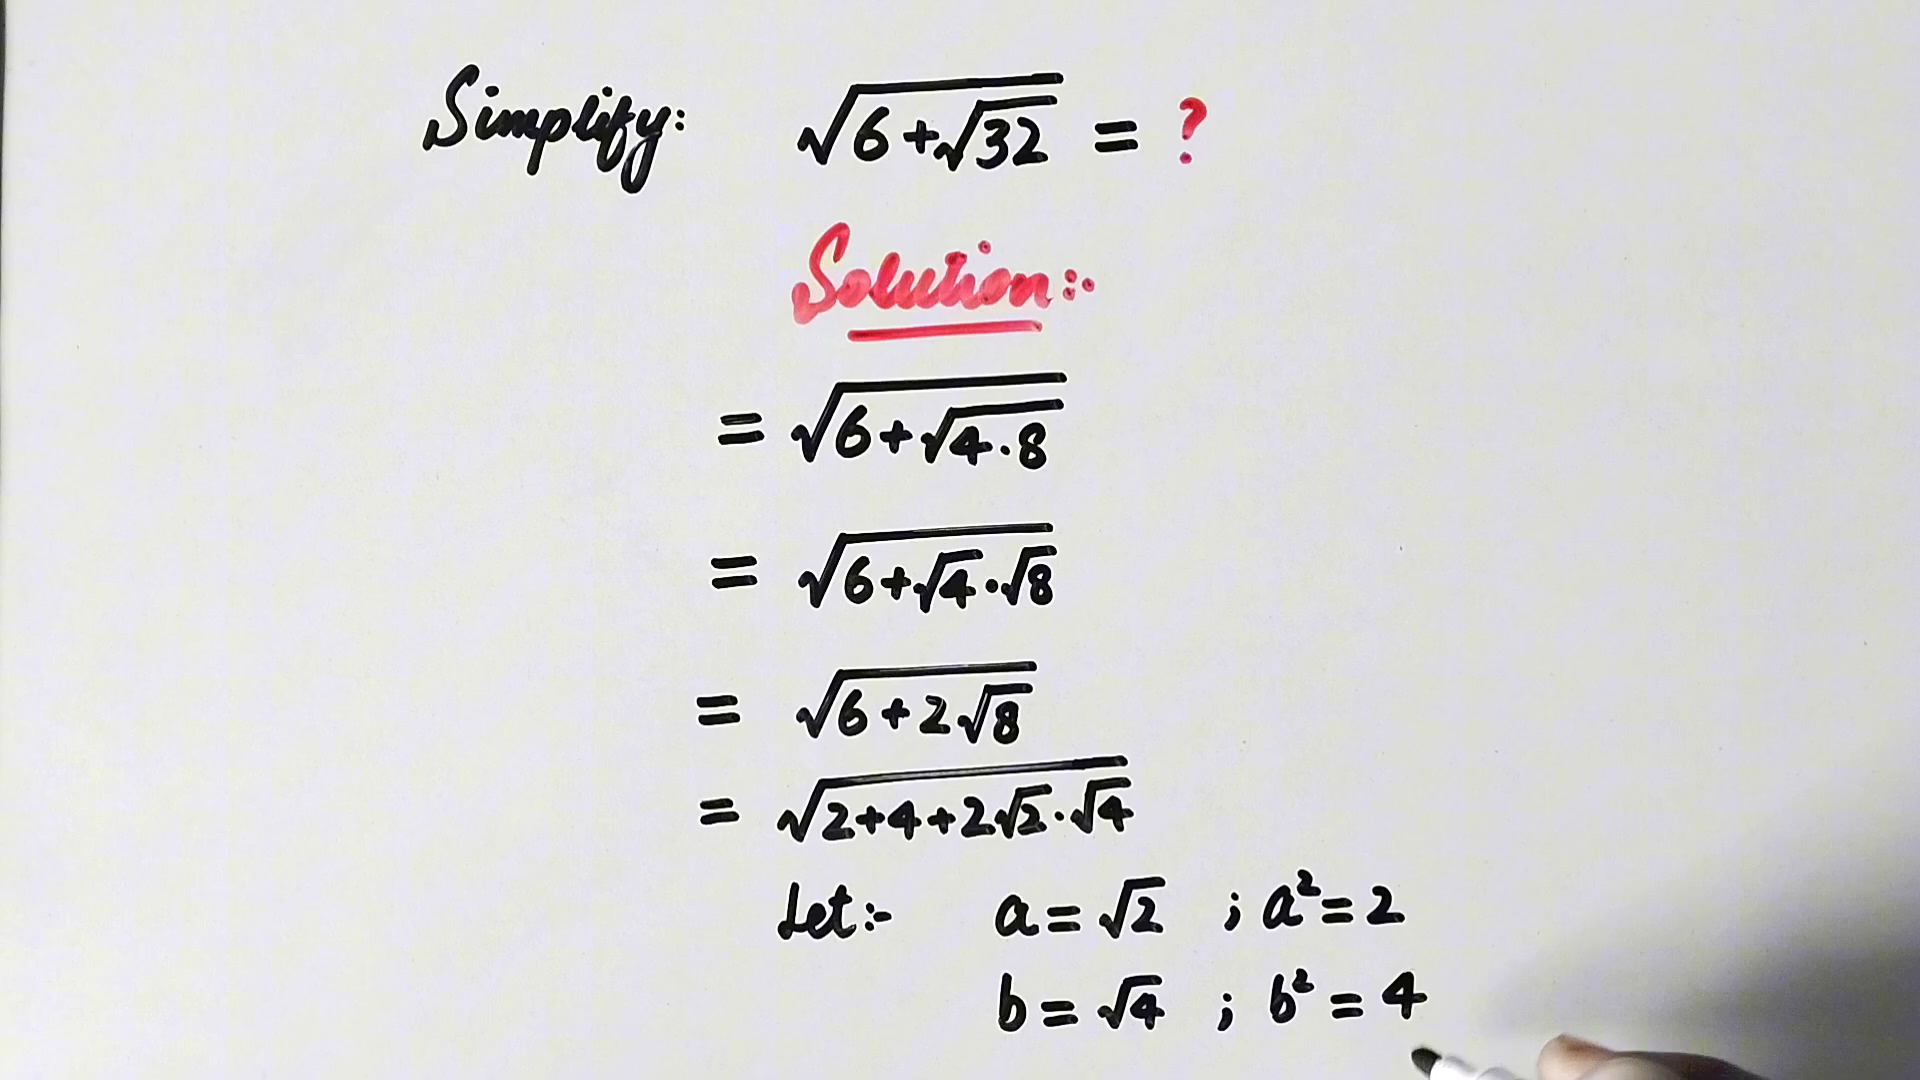 Simplify: √(6+√32) = ?
Solution:-
= √(6+√(4.8))
= √(6+√4.√8)
= √(6+2√8)
= √(2+4+2√2.√4)
Let:- a = √2 ; a² = 2
b = √4 ; b² = 4